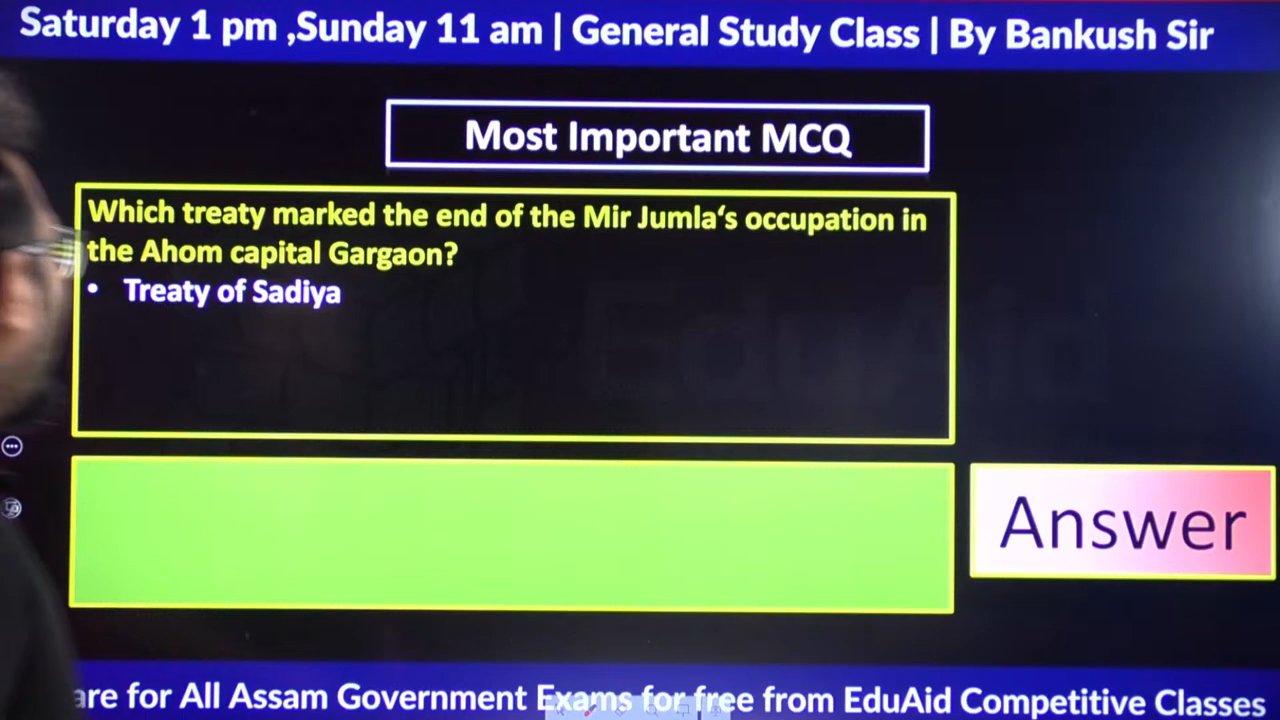 Saturday 1 pm ,Sunday 11 am | General Study Class | By Bankush Sir
Most Important MCQ
Which treaty marked the end of the Mir Jumla‘s occupation in
the Ahom capital Gargaon?
• Treaty of Sadiya
EduAid
Answer
are for All Assam Government Exams for free from EduAid Competitive Classes